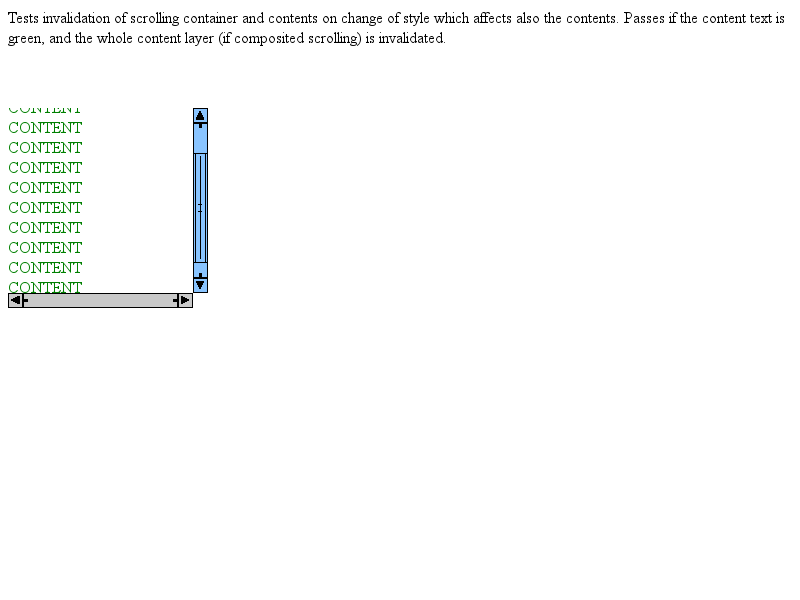 Tests invalidation of scrolling container and contents on change of style which affects also the contents. Passes if the content text is
green, and the whole content layer (if composited scrolling) is invalidated.
CONTENT
CONTENT
CONTENT
CONTENT
CONTENT
CONTENT
CONTENT
CONTENT
CONTENT
CONTENT